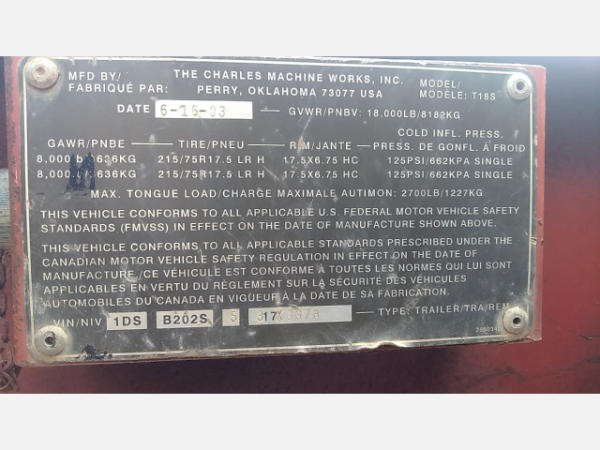 MFD BY/ THE CHARLES MACHINE WORKS, INC. MODEL/
FABRIQUÉ PAR: PERRY, OKLAHOMA 73077 USA MODÈLE: T18S
DATE 6-16-03 GVWR/PNBV: 18,000LB/8182KG
COLD INFL. PRESS.
GAWR/PNBE TIRE/PNEU RIM/JANTE PRESS. DE GONFL. À FROID
8,000 636KG 215/75R17.5 LR H 17.5X6.75 HC 125PSI/662KPA SINGLE
8,000 636KG 215/75R17.5 LR H 17.5X6.75 HC 125PSI/662KPA SINGLE
MAX. TONGUE LOAD/CHARGE MAXIMALE AUTIMON: 2700LB/1227KG
THIS VEHICLE CONFORMS TO ALL APPLICABLE U.S. FEDERAL MOTOR VEHICLE SAFETY
STANDARDS (FMVSS) IN EFFECT ON THE DATE OF MANUFACTURE SHOWN ABOVE.
THIS VEHICLE CONFORMS TO ALL APPLICABLE STANDARDS PRESCRIBED UNDER THE
CANADIAN MOTOR VEHICLE SAFETY REGULATION IN EFFECT ON THE DATE OF
MANUFACTURE./CE VÉHICULE EST CONFORME À TOUTES LES NORMES QUI LUI SONT
APPLICABLES EN VERTU DU RÈGLEMENT SUR LA SÉCURITÉ DES VÉHICULES
AUTOMOBILES DU CANADA EN VIGUEUR À LA DATE DE SA FABRICATION.
VIN/NIV 1DS B202S 5 TYPE: TRAILER/TRA/REM